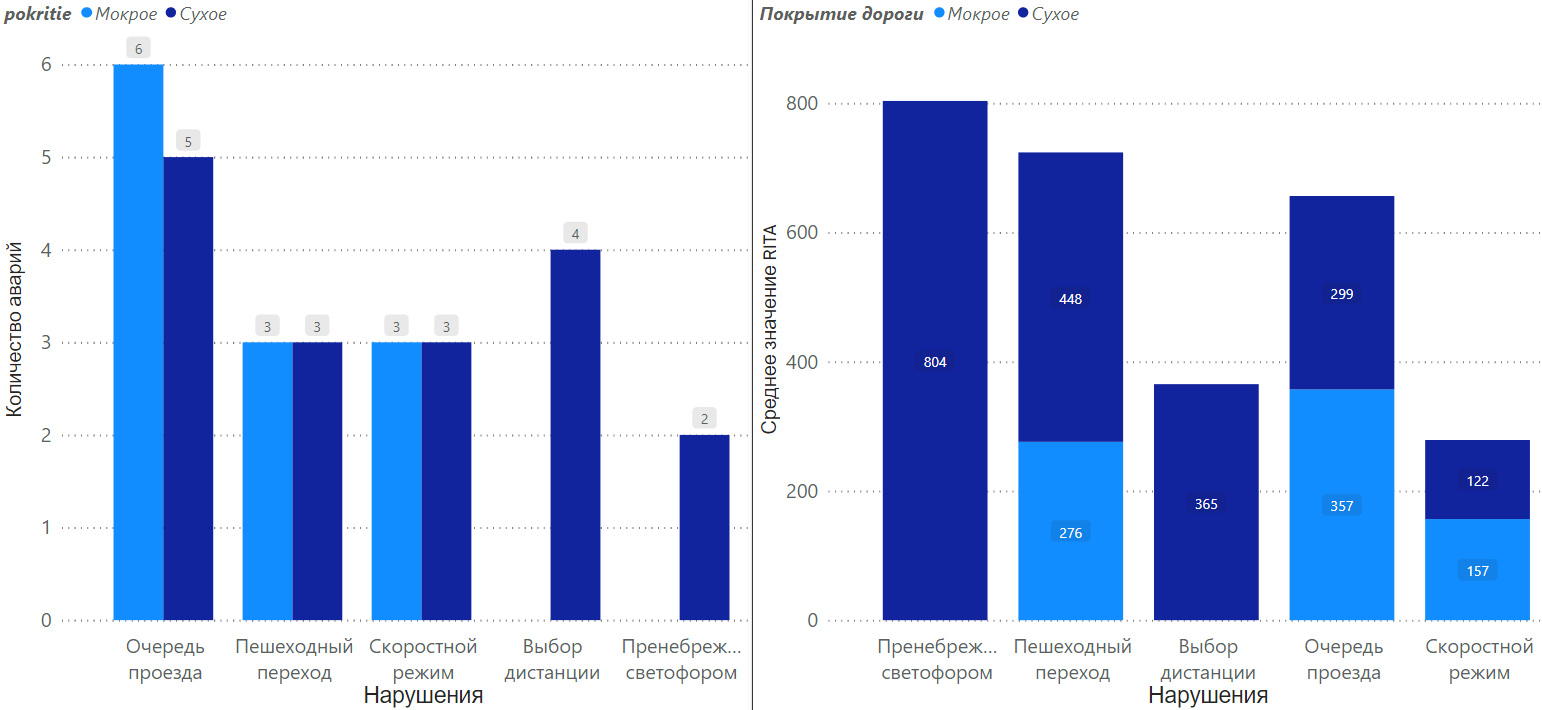 pokritie Мокрое Сухое
6
5
4
3
2
1
0
Количество аварий
6
5
3
3
3
3
4
2
Очередь проезда
Пешеходный переход
Скоростной режим
Выбор дистанции
Пренебреж... светофором
Нарушения
Покрытие дороги Мокрое Сухое
800
600
400
200
0
Среднее значение RITA
804
448
276
365
299
357
122
157
Пренебреж... светофором
Пешеходный переход
Выбор дистанции
Очередь проезда
Скоростной режим
Нарушения